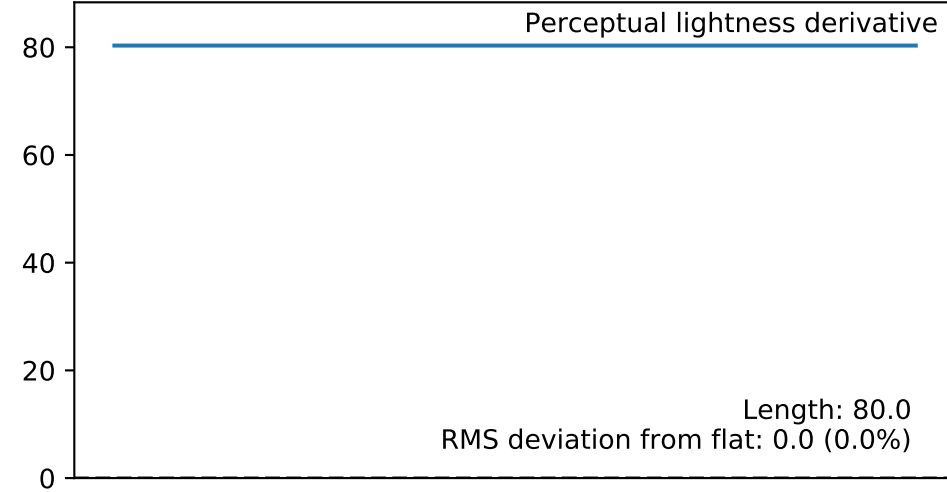 Perceptual lightness derivative
80
60
40
20
0
Length: 80.0
RMS deviation from flat: 0.0 (0.0%)